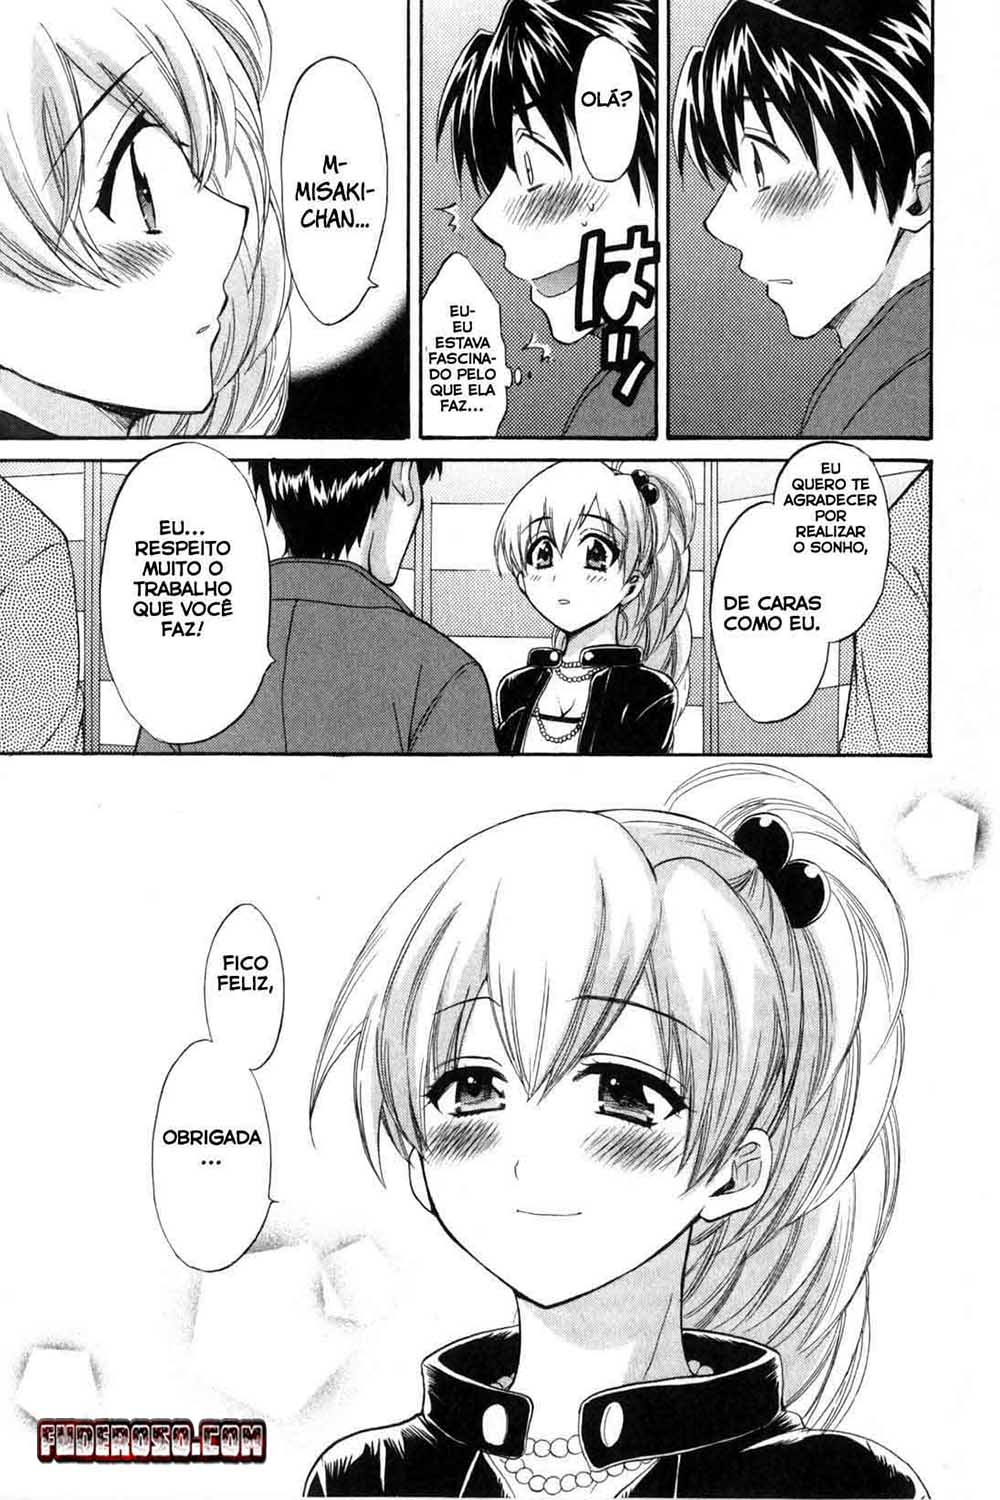 OLÁ?
はっ
EU-
EU
ESTAVA
FASCINA-
DO PELO
QUE ELA
FAZ...
M-
MISAKI-
CHAN...
EU
QUERO TE
AGRADECER
POR
REALIZAR
O SONHO,
DE CARAS
COMO EU.
EU...
RESPEITO
MUITO O
TRABALHO
QUE VOCÊ
FAZ!
FICO
FELIZ,
OBRIGADA
...
FUDEROSO.COM